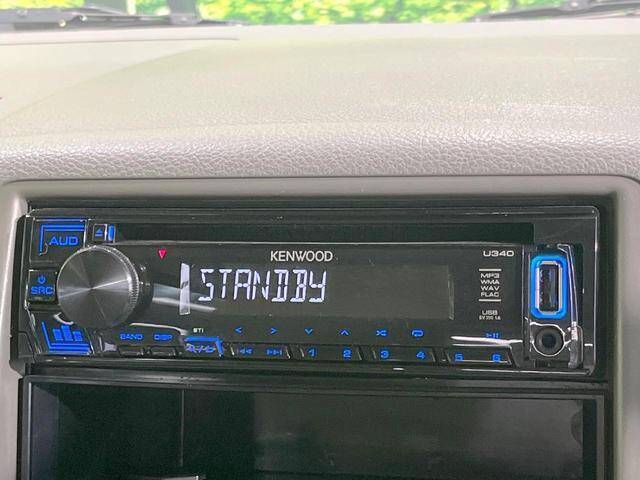 AUD
KENWOOD
U340
STANDBY
SRC
MP3
WMA
WAV
FLAC
USB
BAND
DISP
1
2
3
4
5
6